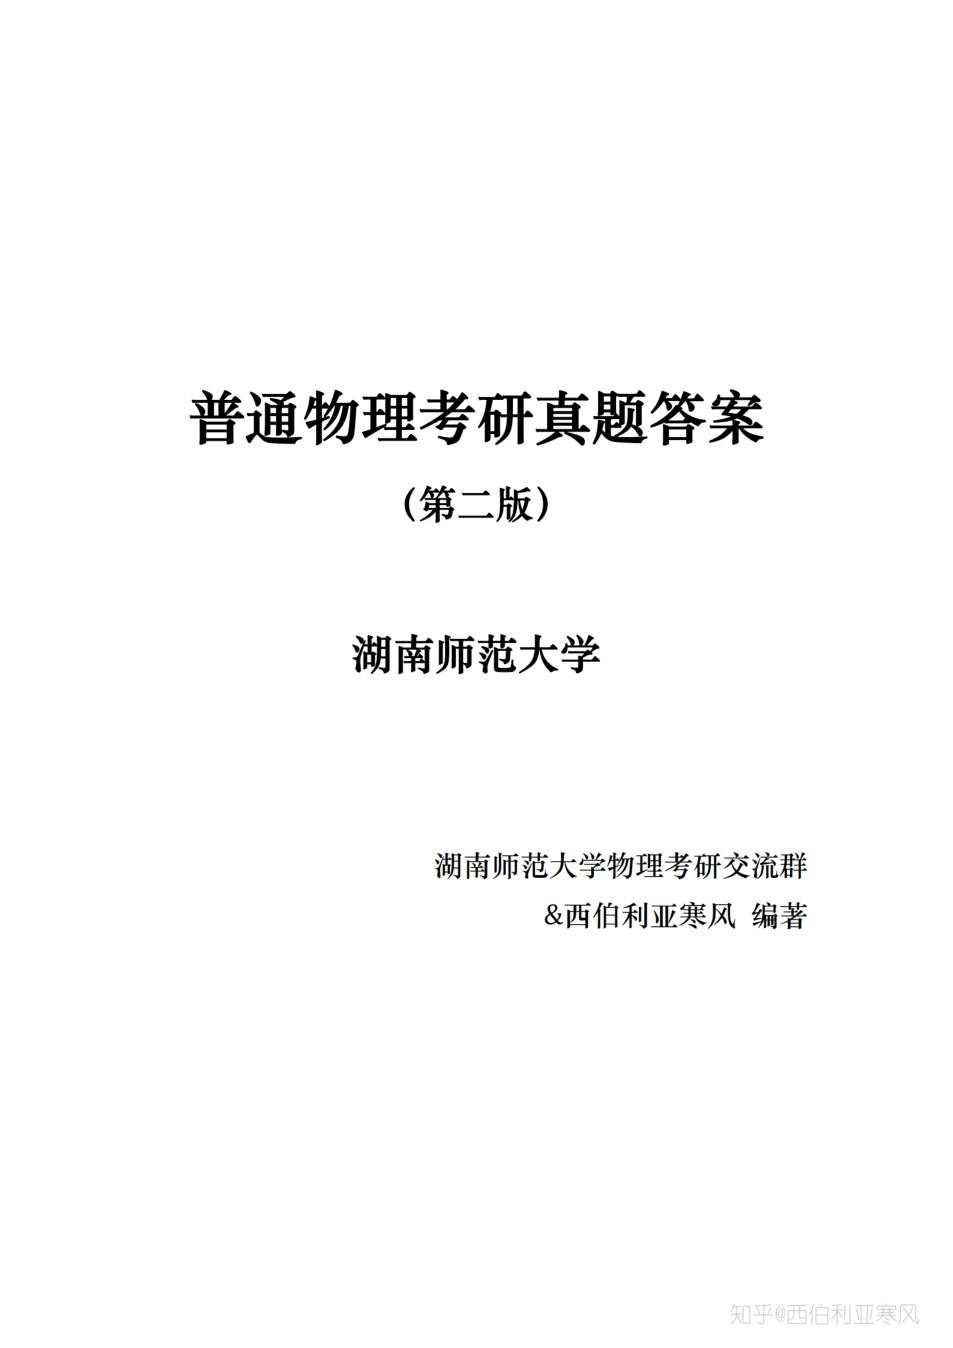 普通物理考研真题答案
（第二版）
湖南师范大学
湖南师范大学物理考研交流群
&西伯利亚寒风 编著
知乎@西伯利亚寒风